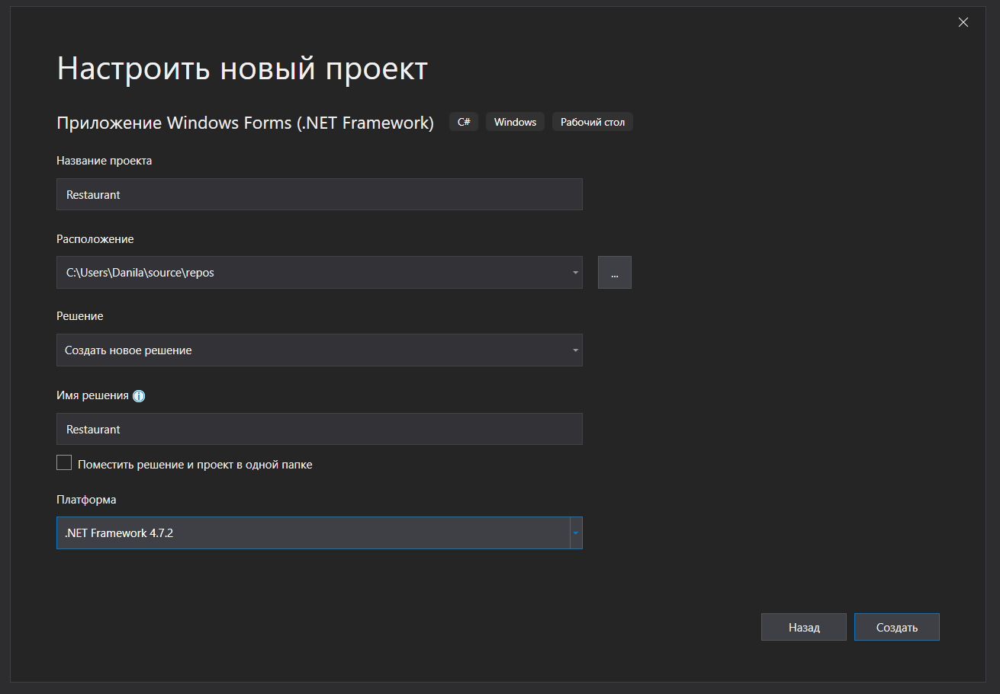 Настроить новый проект
Приложение Windows Forms (.NET Framework) C# Windows Рабочий стол
Название проекта
Restaurant
Расположение
C:\Users\Danila\source\repos
...
Решение
Создать новое решение
Имя решения
Restaurant
Поместить решение и проект в одной папке
Платформа
.NET Framework 4.7.2
Назад Создать